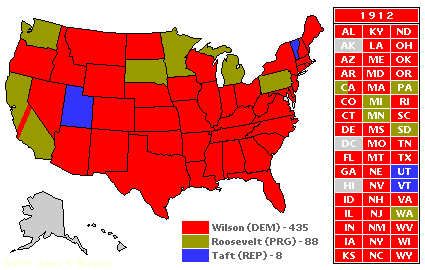 1912
AL KY ND
AK LA OH
AZ ME OK
AR MD OR
CA MA PA
CO MI RI
CT MN SC
DE MS SD
DC MO TN
FL MT TX
GA NE UT
HI NV VT
ID NH VA
IL NJ WA
IN NM WV
IA NY WI
KS NC WY
Wilson (DEM) - 435
Roosevelt (PRG) - 88
Taft (REP) - 8